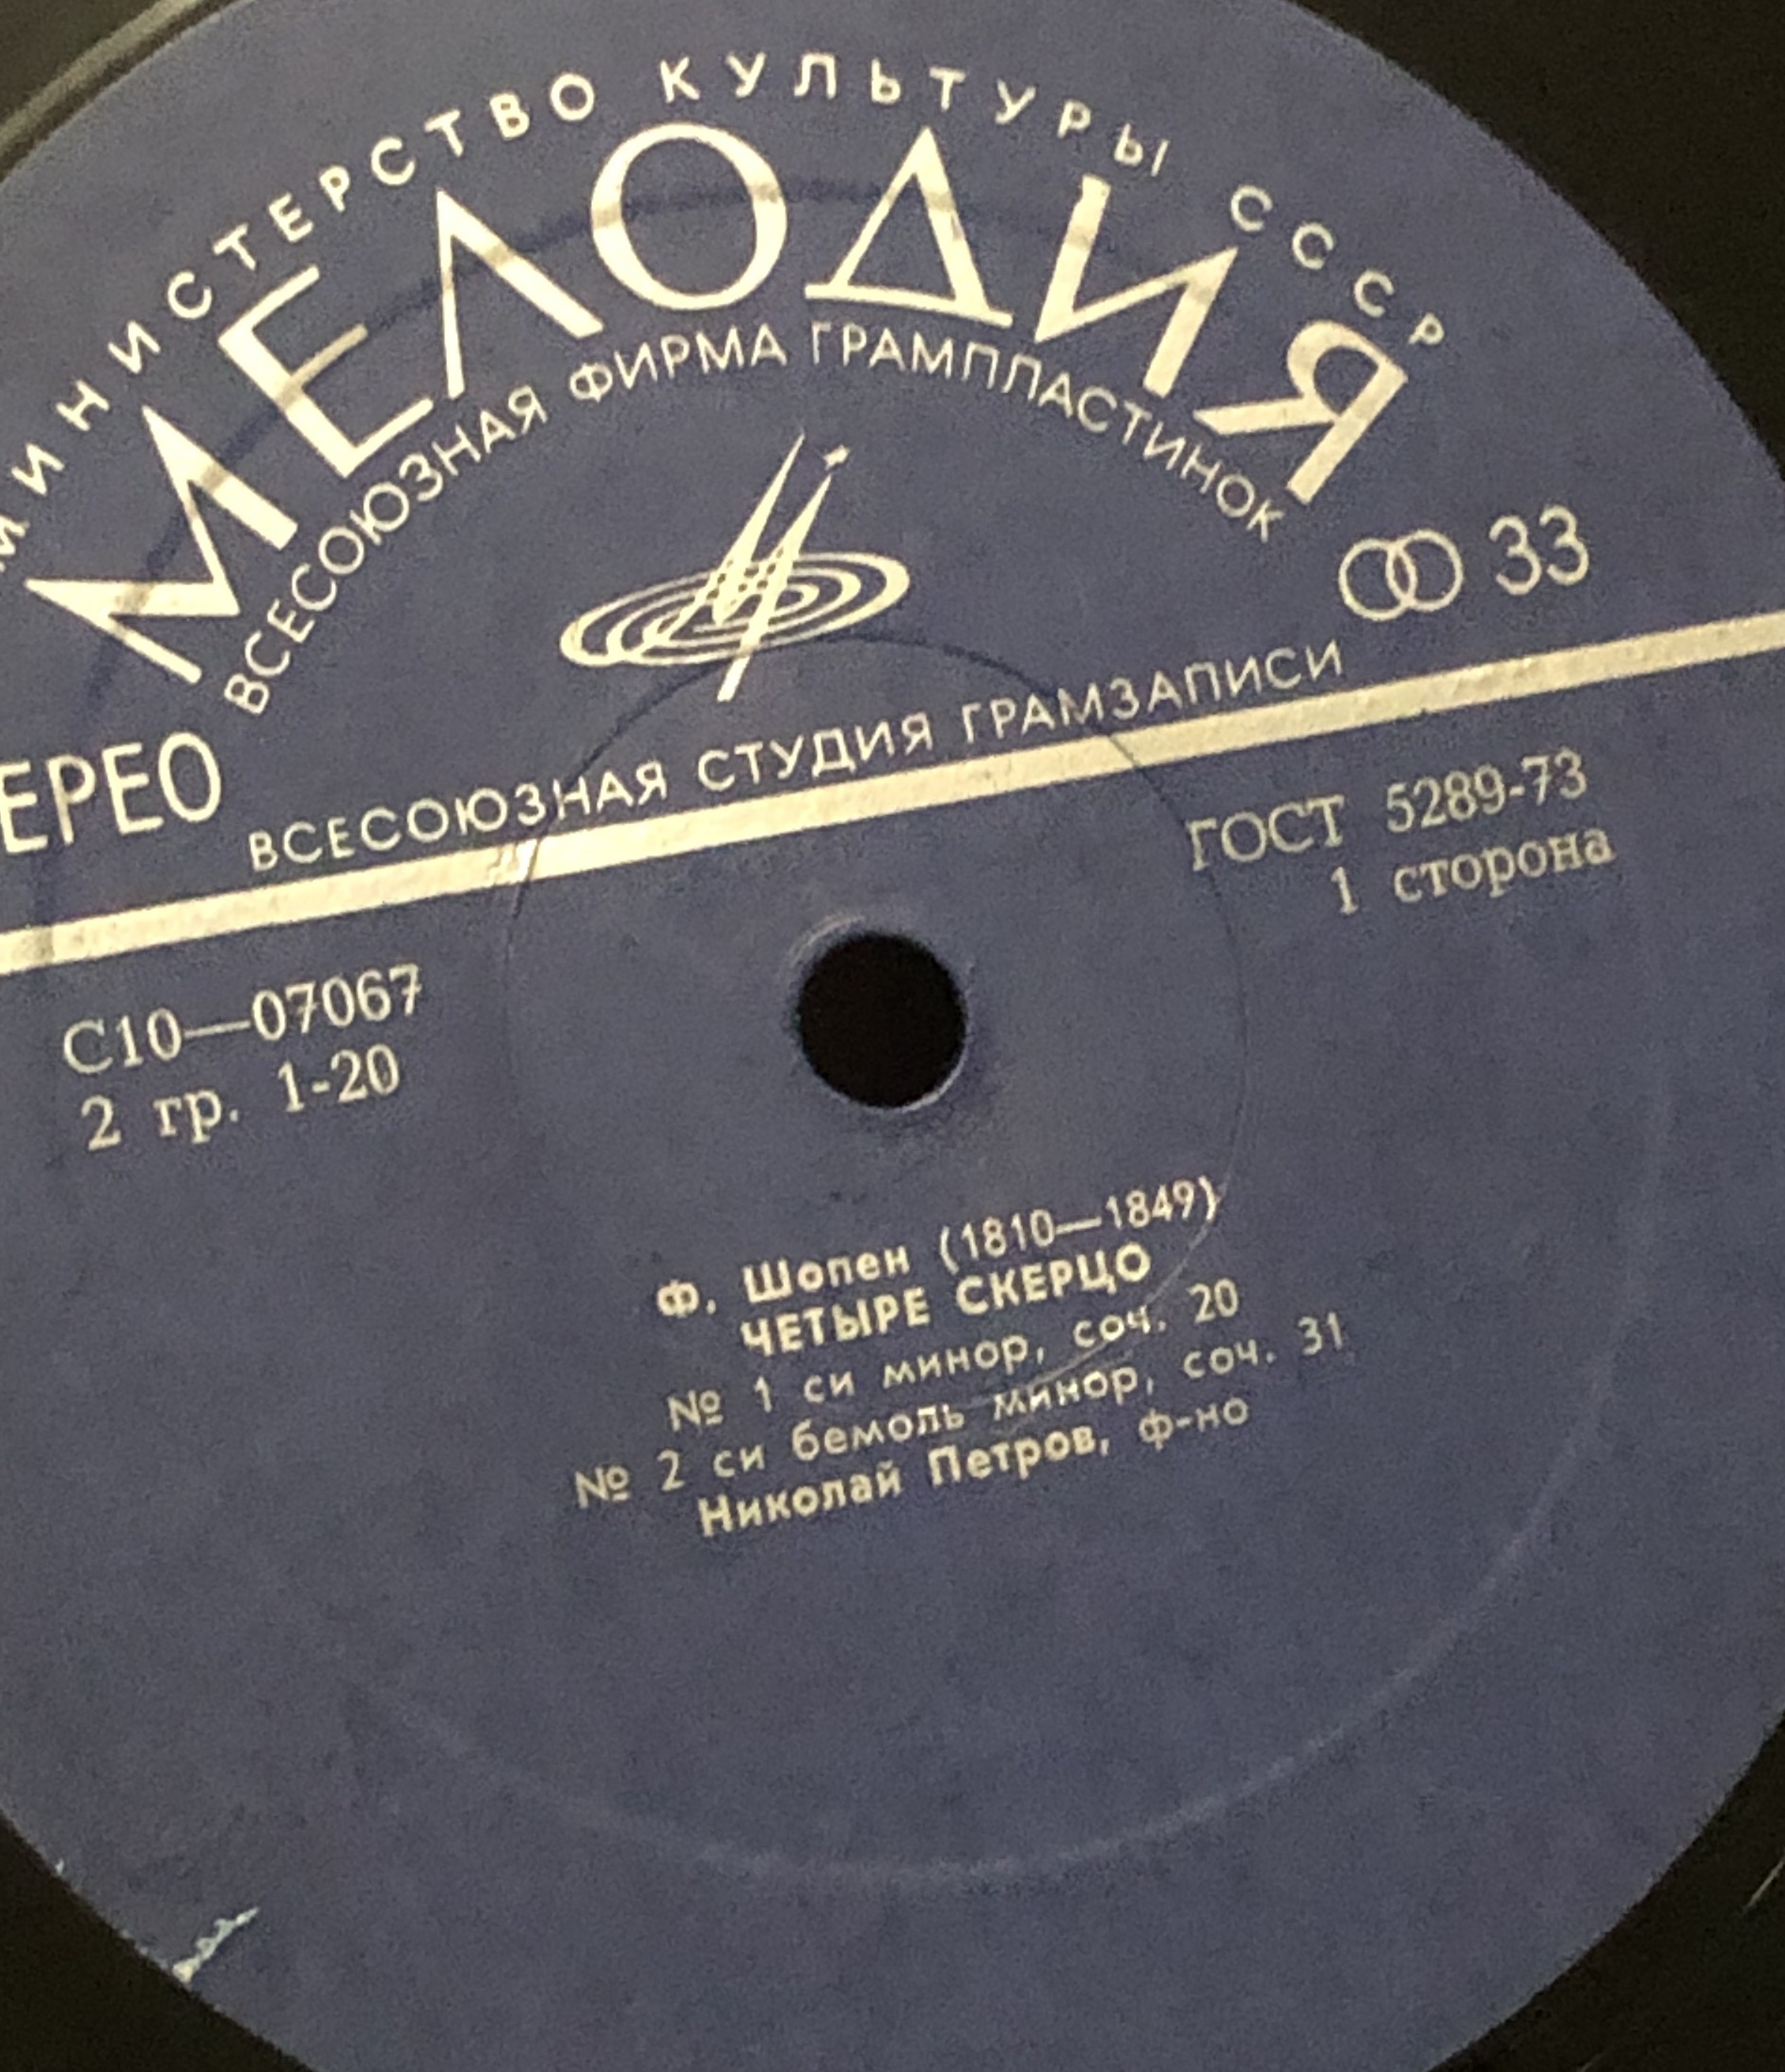 МИНИСТЕРСТВО КУЛЬТУРЫ СССР
МЕЛОДИЯ
ВСЕСОЮЗНАЯ ФИРМА ГРАМПЛАСТИНОК
33
ЕРЕО
ВСЕСОЮЗНАЯ СТУДИЯ ГРАМЗАПИСИ
ГОСТ 5289-73
1 сторона
С10—07067
2 гр. 1-20
Ф. Шопен (1810—1849)
ЧЕТЫРЕ СКЕРЦО
№ 1 си минор, соч. 20
№ 2 си бемоль минор, соч. 31
Николай Петров, ф-но